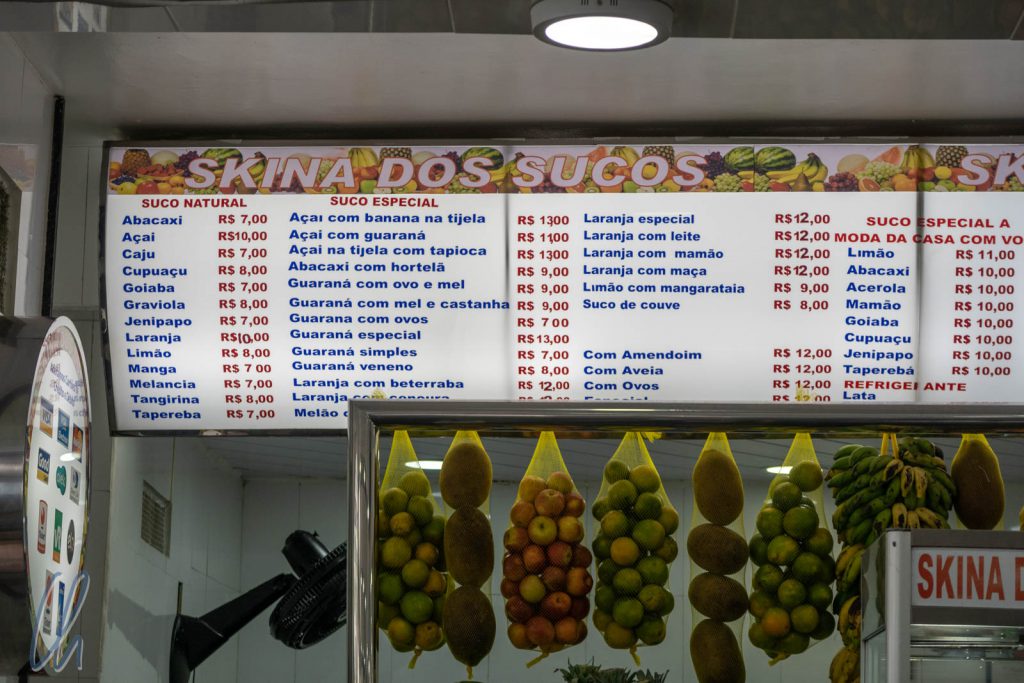 SKINA DOS SUCOS
SK
SUCO NATURAL
Abacaxi R$ 7,00
Açai R$10,00
Caju R$ 7,00
Cupuaçu R$ 8,00
Goiaba R$ 7,00
Graviola R$ 8,00
Jenipapo R$ 7,00
Laranja R$10,00
Limão R$ 8,00
Manga R$ 7 00
Melancia R$ 7,00
Tangirina R$ 8,00
Tapereba R$ 7,00
SUCO ESPECIAL
Açai com banana na tijela R$ 1300
Açai com guaraná R$ 1100
Açai na tijela com tapioca R$ 1300
Abacaxi com hortelã R$ 9,00
Guaraná com ovo e mel R$ 9,00
Guaraná com mel e castanha R$ 9,00
Guarana com ovos R$ 7 00
Guaraná especial R$13,00
Guaraná simples R$ 7,00
Guaraná veneno R$ 8,00
Laranja com beterraba R$ 12,00
Laranja com cenoura
Melão
Laranja especial R$12,00
Laranja com leite R$12,00
Laranja com mamão R$12,00
Laranja com maça R$12,00
Limão com mangarataia R$ 9,00
Suco de couve R$ 8,00
Com Amendoim R$ 12,00
Com Aveia R$ 12,00
Com Ovos R$ 12,00
Especial R$ 12 00
SUCO ESPECIAL A
MODA DA CASA COM VO
Limão R$ 11,00
Abacaxi R$ 10,00
Acerola R$ 10,00
Mamão R$ 10,00
Goiaba R$ 10,00
Cupuaçu R$ 10,00
Jenipapo R$ 10,00
Taperebá R$ 10,00
REFRIGERANTE
Lata
SKINA D
VISA
Good